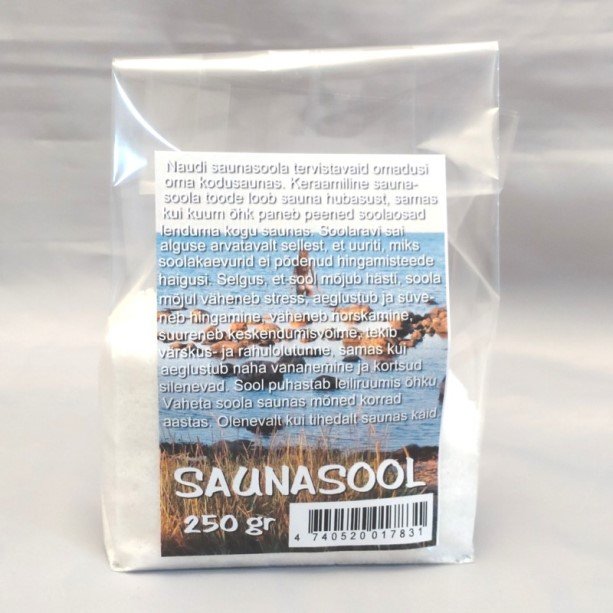 Naudi saunasoola tervistavaid omadusi
oma kodusaunas. Keraamiline sauna-
soola toode loob sauna hubasust, samas
kui kuum õhk paneb peened soolaosad
lenduma kogu saunas. Soolaravi sai
alguse arvatavalt sellest, et uuriti, miks
soolakaevurid ei põdenud hingamisteede
haigusi. Selgus, et sool mõjub hästi, soola
mõjul väheneb stress, aeglustub ja süve-
neb hingamine, väheneb norskamine,
suureneb keskendumisvõime, tekib
värskus- ja rahulolutunne, samas kui
aeglustub naha vananemine ja kortsud
silenevad. Sool puhastab leiliruumis õhku.
Vaheta soola saunas mõned korrad
aastas. Olenevalt kui tihedalt saunas käid.
SAUNASOOL
250 gr
4 740520 017831